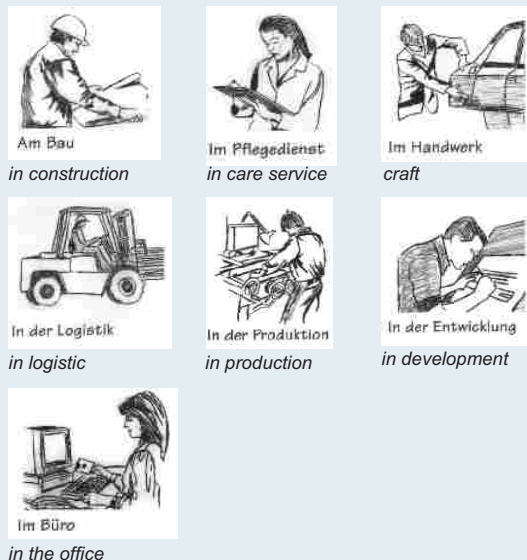 Am Bau
Im Pflegedienst
Im Handwerk
in construction
in care service
craft
In der Logistik
In der Produktion
In der Entwicklung
in logistic
in production
in development
Im Büro
in the office